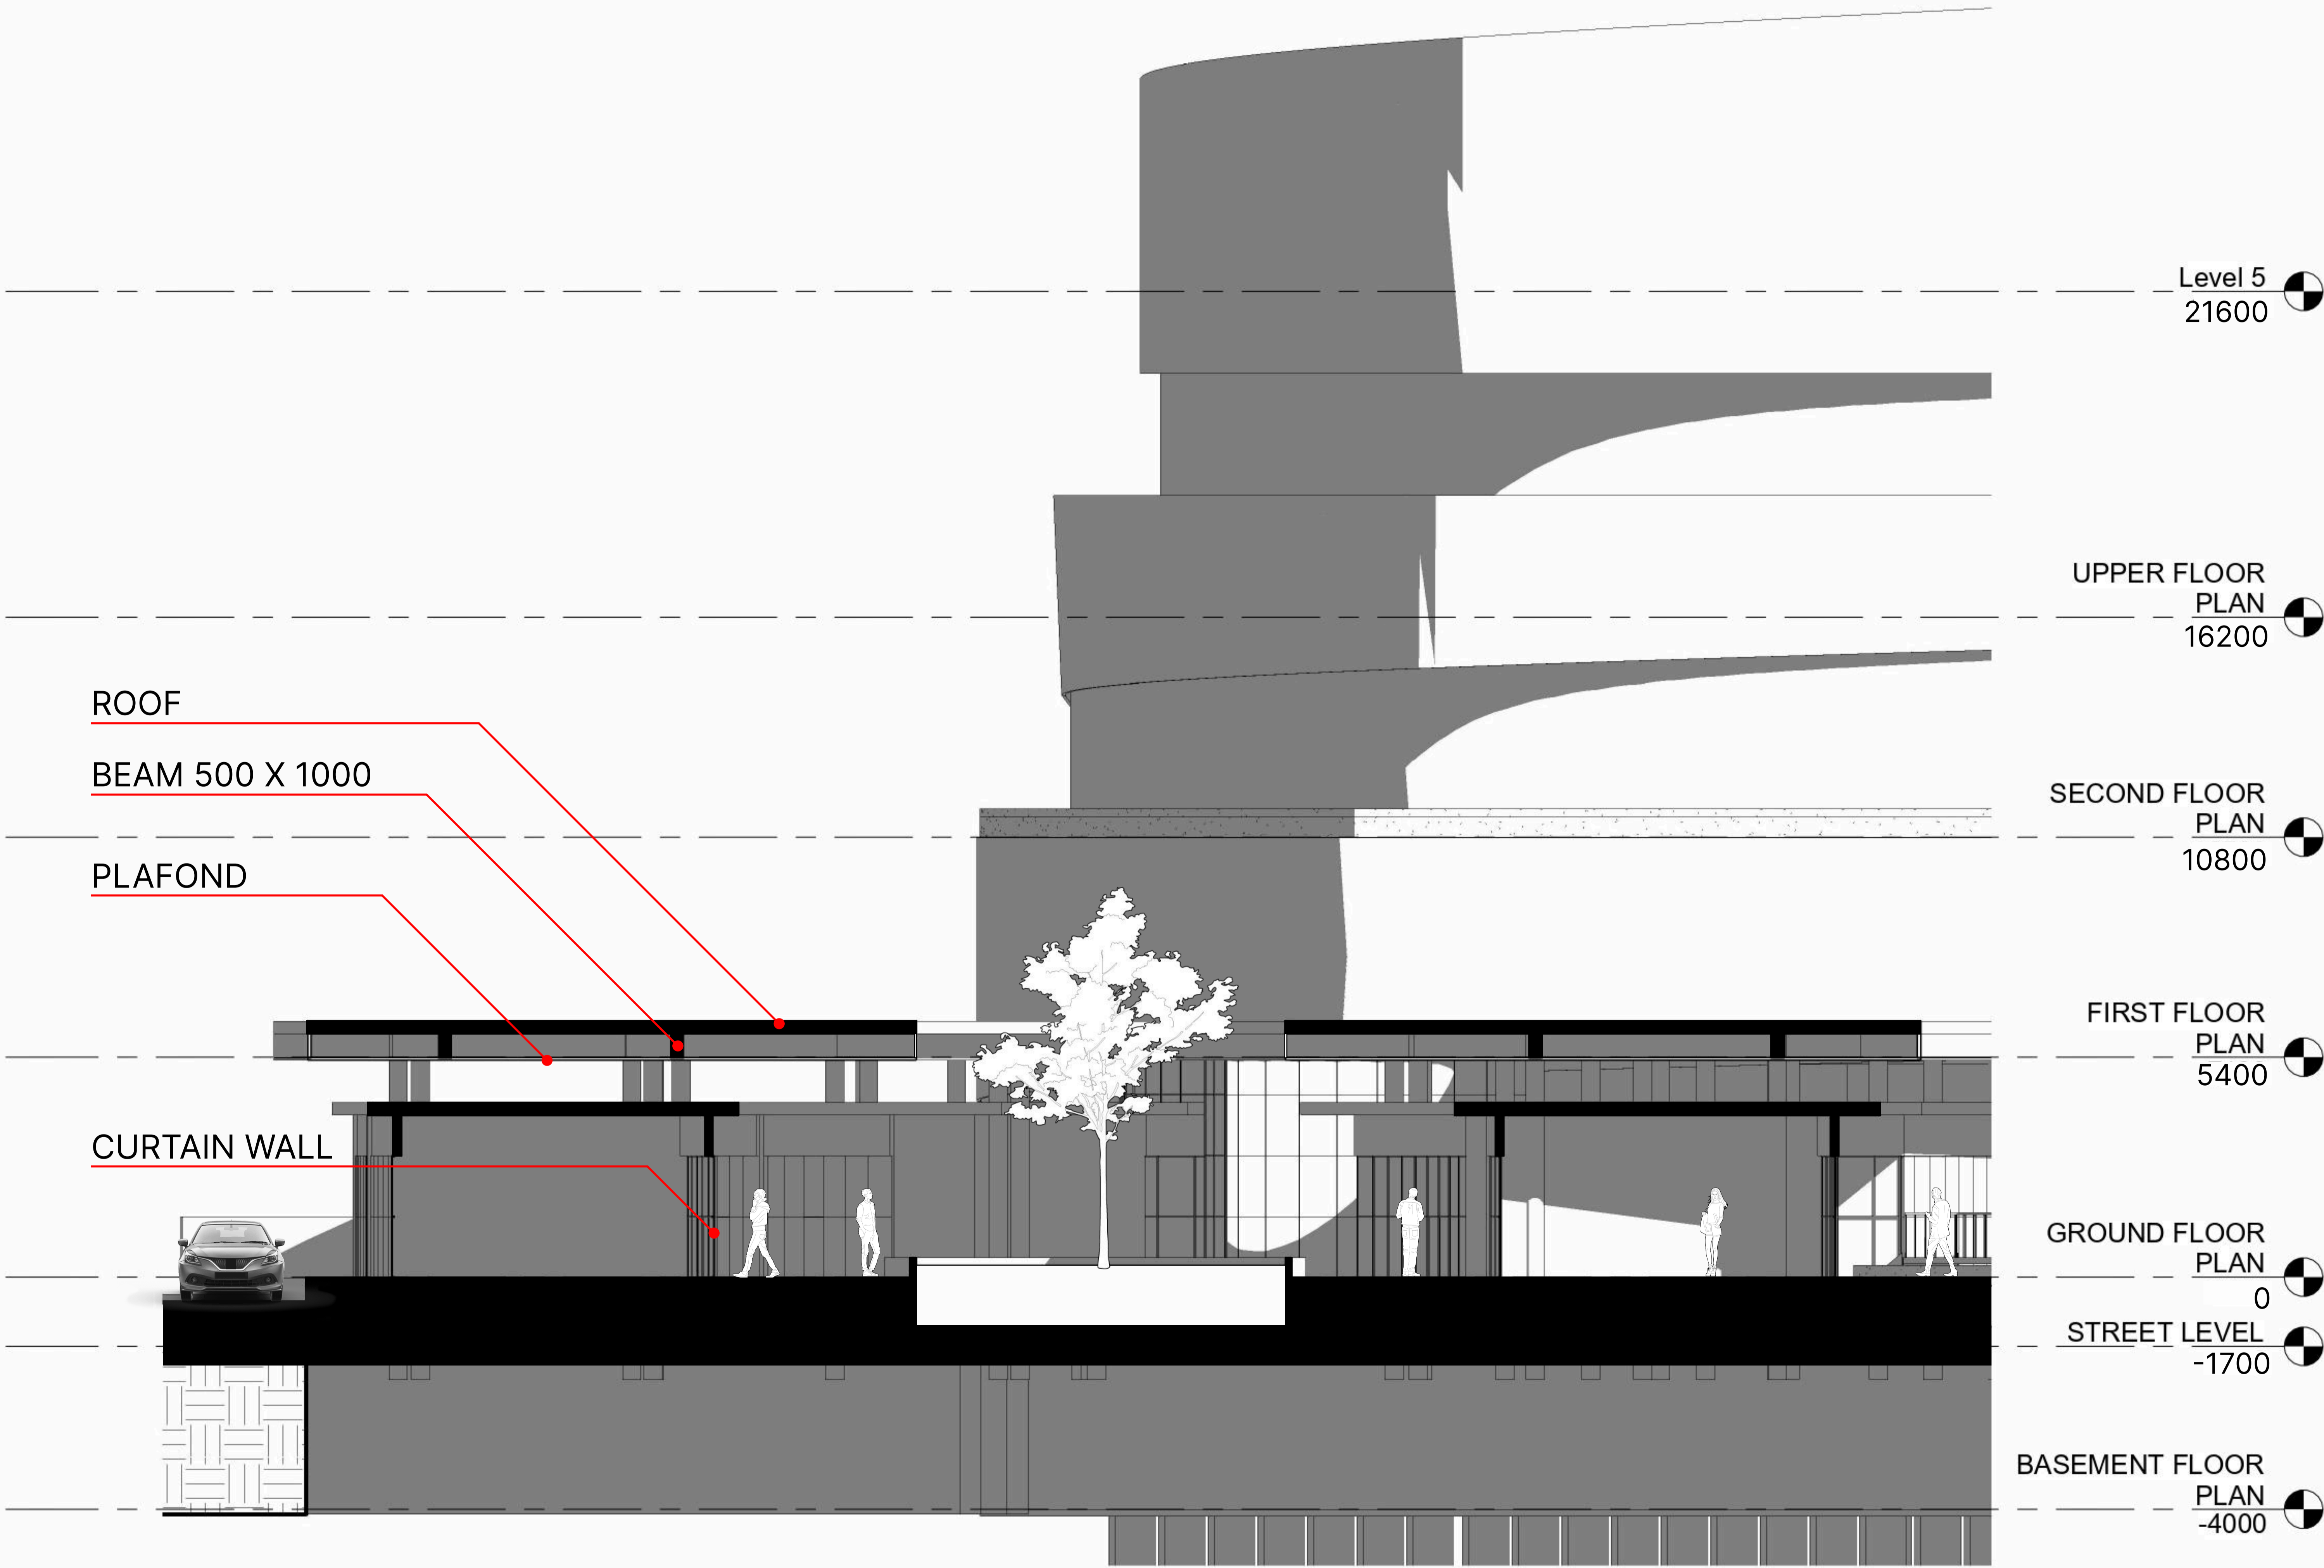 Level 5
21600
UPPER FLOOR
PLAN
16200
ROOF
BEAM 500 X 1000
SECOND FLOOR
PLAN
10800
PLAFOND
FIRST FLOOR
PLAN
5400
CURTAIN WALL
GROUND FLOOR
PLAN
0
STREET LEVEL
-1700
BASEMENT FLOOR
PLAN
-4000